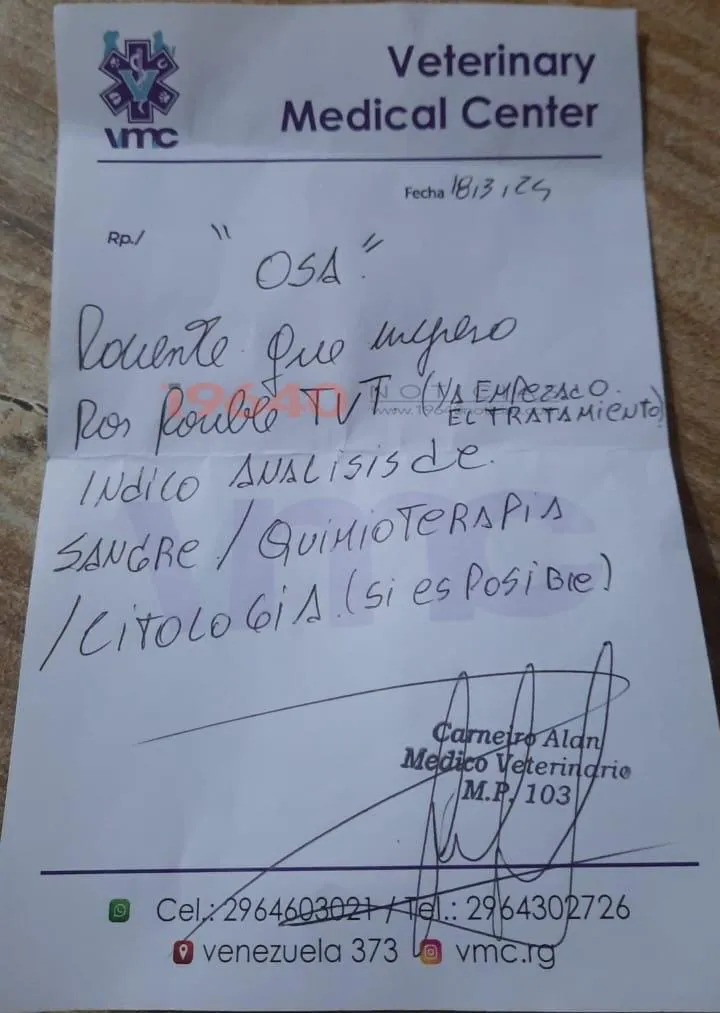 vmc
Veterinary
Medical Center
Fecha 18,3,24
Rp./
"OSA".
Paciente que ingreso
Por Posible TVT (YA EMPEZADO.
EL TRATAMIENTO)
INDICO ANALISIS de.
SANGRE / QUIMIOTERAPIA
/CITOLOGIA. (si es POSIBle)
Carneiro Alan
Medico Veterinario
M.P. 103
Cel.: 2964603021 / Tel.: 2964302726
venezuela 373 vmc.rg